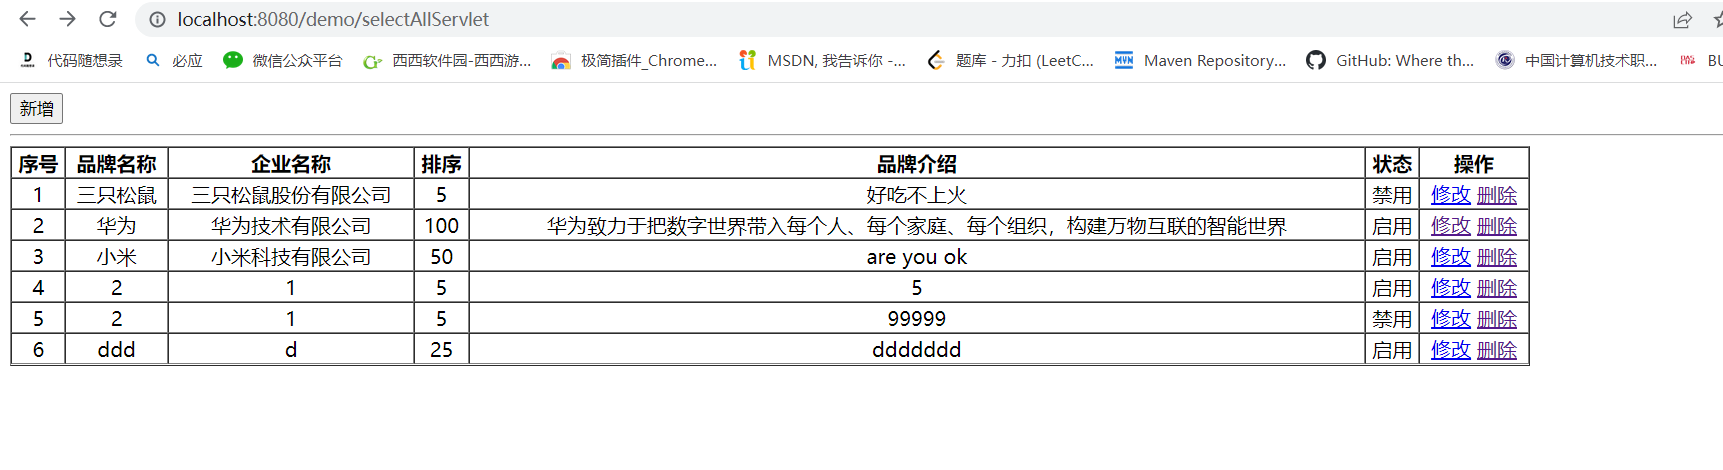 localhost:8080/demo/selectAllServlet
代码随想录 必应 微信公众平台 西西软件园-西西游... 极简插件_Chrome... MSDN, 我告诉你 -... 题库 - 力扣 (LeetC... Maven Repository... GitHub: Where th... 中国计算机技术职... BU
新增
序号 品牌名称 企业名称 排序 品牌介绍 状态 操作
1 三只松鼠 三只松鼠股份有限公司 5 好吃不上火 禁用 修改 删除
2 华为 华为技术有限公司 100 华为致力于把数字世界带入每个人、每个家庭、每个组织，构建万物互联的智能世界 启用 修改 删除
3 小米 小米科技有限公司 50 are you ok 启用 修改 删除
4 2 1 5 5 启用 修改 删除
5 2 1 5 99999 禁用 修改 删除
6 ddd d 25 ddddddd 启用 修改 删除